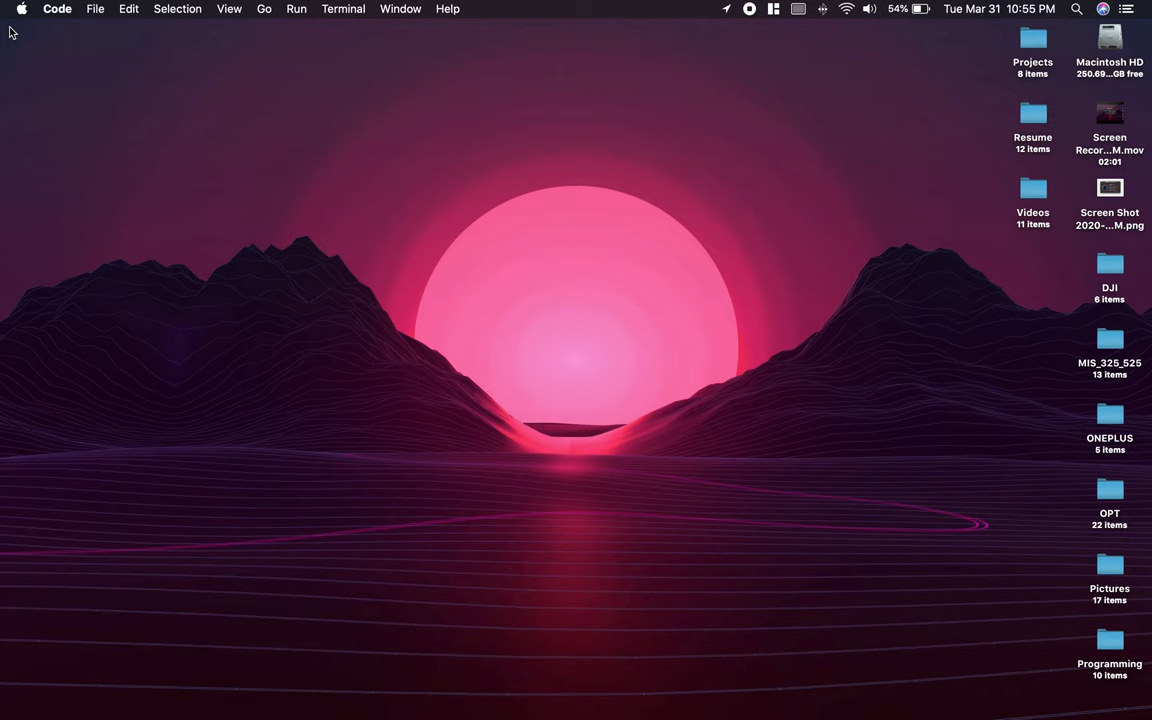 Code File Edit Selection View Go Run Terminal Window Help 54% Tue Mar 31 10:55 PM
Projects
8 items
Macintosh HD
250.69...GB free
Resume
12 items
Screen
Recor...M.mov
02:01
Videos
11 items
Screen Shot
2020-...M.png
DJI
6 items
MIS_325_525
13 items
ONEPLUS
5 items
OPT
22 items
Pictures
17 items
Programming
10 items